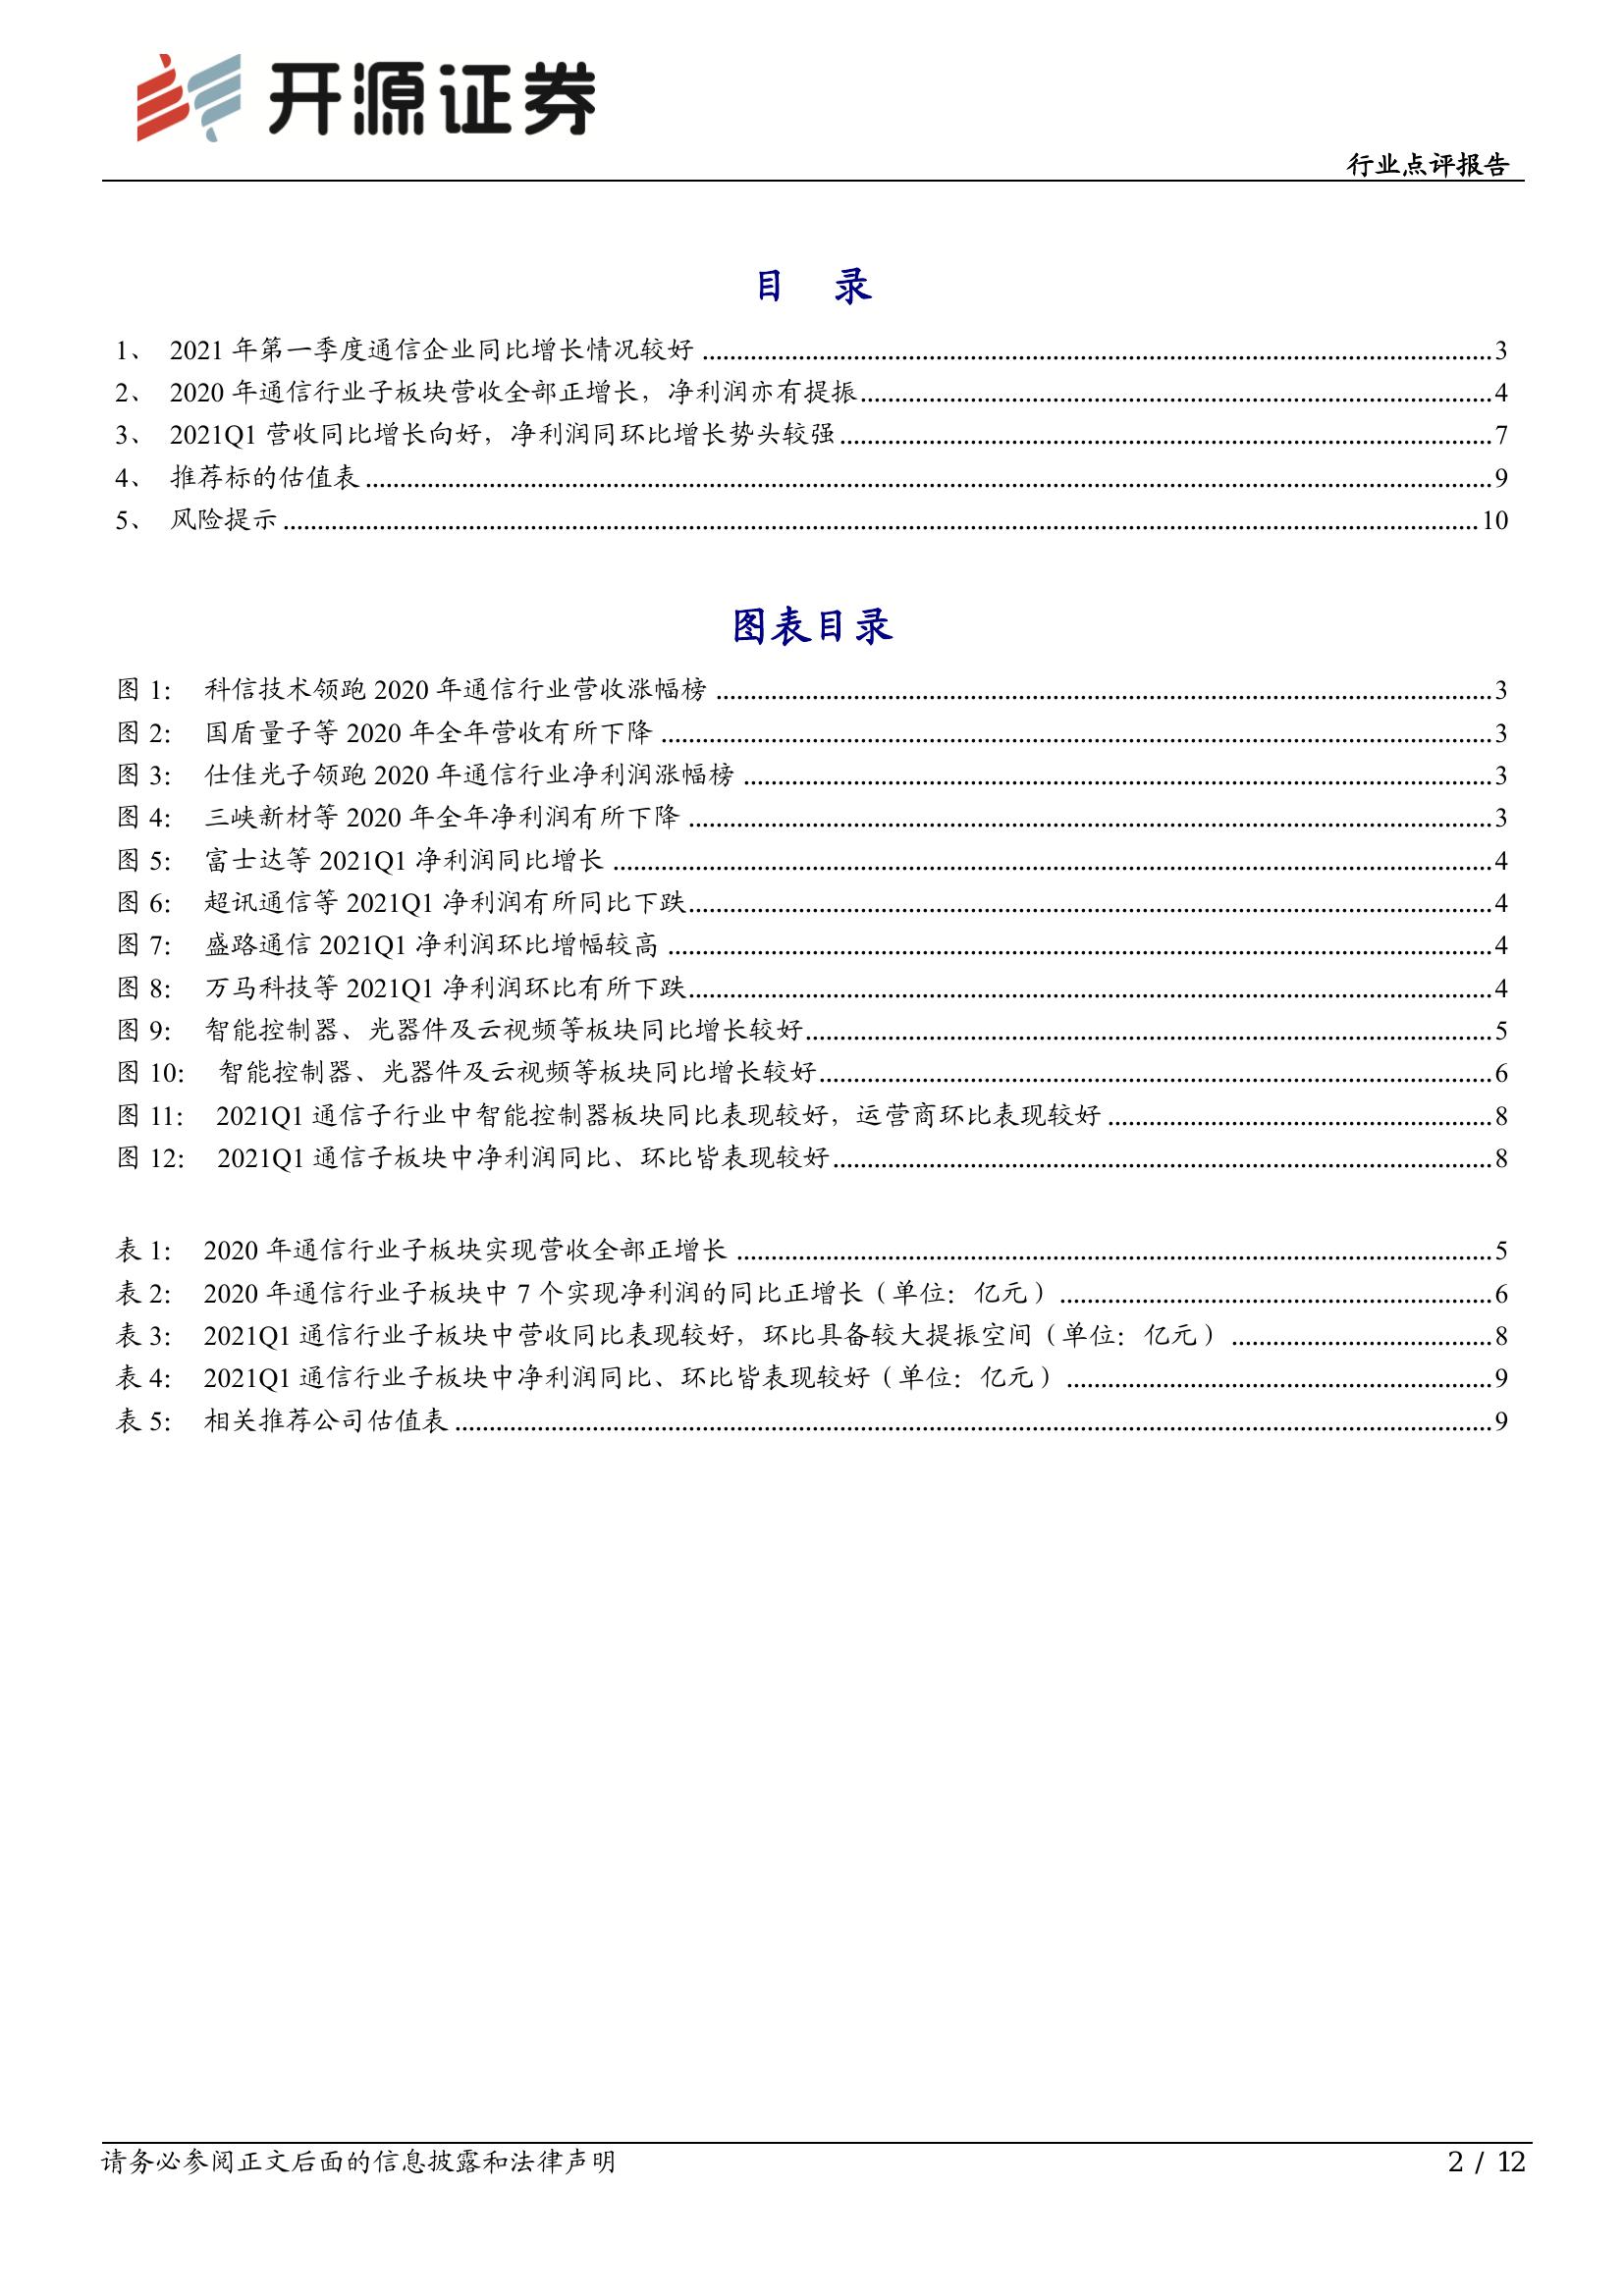 开源证券
行业点评报告
目 录
1、 2021 年第一季度通信企业同比增长情况较好 ........ 3
2、 2020 年通信行业子板块营收全部正增长，净利润亦有提振 ........ 4
3、 2021Q1 营收同比增长向好，净利润同环比增长势头较强 ........ 7
4、 推荐标的估值表 ........ 9
5、 风险提示 ........ 10
图表目录
图 1： 科信技术领跑 2020 年通信行业营收涨幅榜 ........ 3
图 2： 国盾量子等 2020 年全年营收有所下降 ........ 3
图 3： 仕佳光子领跑 2020 年通信行业净利润涨幅榜 ........ 3
图 4： 三峡新材等 2020 年全年净利润有所下降 ........ 3
图 5： 富士达等 2021Q1 净利润同比增长 ........ 4
图 6： 超讯通信等 2021Q1 净利润有所同比下跌 ........ 4
图 7： 盛路通信 2021Q1 净利润环比增幅较高 ........ 4
图 8： 万马科技等 2021Q1 净利润环比有所下跌 ........ 4
图 9： 智能控制器、光器件及云视频等板块同比增长较好 ........ 5
图 10： 智能控制器、光器件及云视频等板块同比增长较好 ........ 6
图 11： 2021Q1 通信子行业中智能控制器板块同比表现较好，运营商环比表现较好 ........ 8
图 12： 2021Q1 通信子板块中净利润同比、环比皆表现较好 ........ 8
表 1： 2020 年通信行业子板块实现营收全部正增长 ........ 5
表 2： 2020 年通信行业子板块中 7 个实现净利润的同比正增长（单位：亿元） ........ 6
表 3： 2021Q1 通信行业子板块中营收同比表现较好，环比具备较大提振空间（单位：亿元） ........ 8
表 4： 2021Q1 通信行业子板块中净利润同比、环比皆表现较好（单位：亿元） ........ 9
表 5： 相关推荐公司估值表 ........ 9
请务必参阅正文后面的信息披露和法律声明
2 / 12